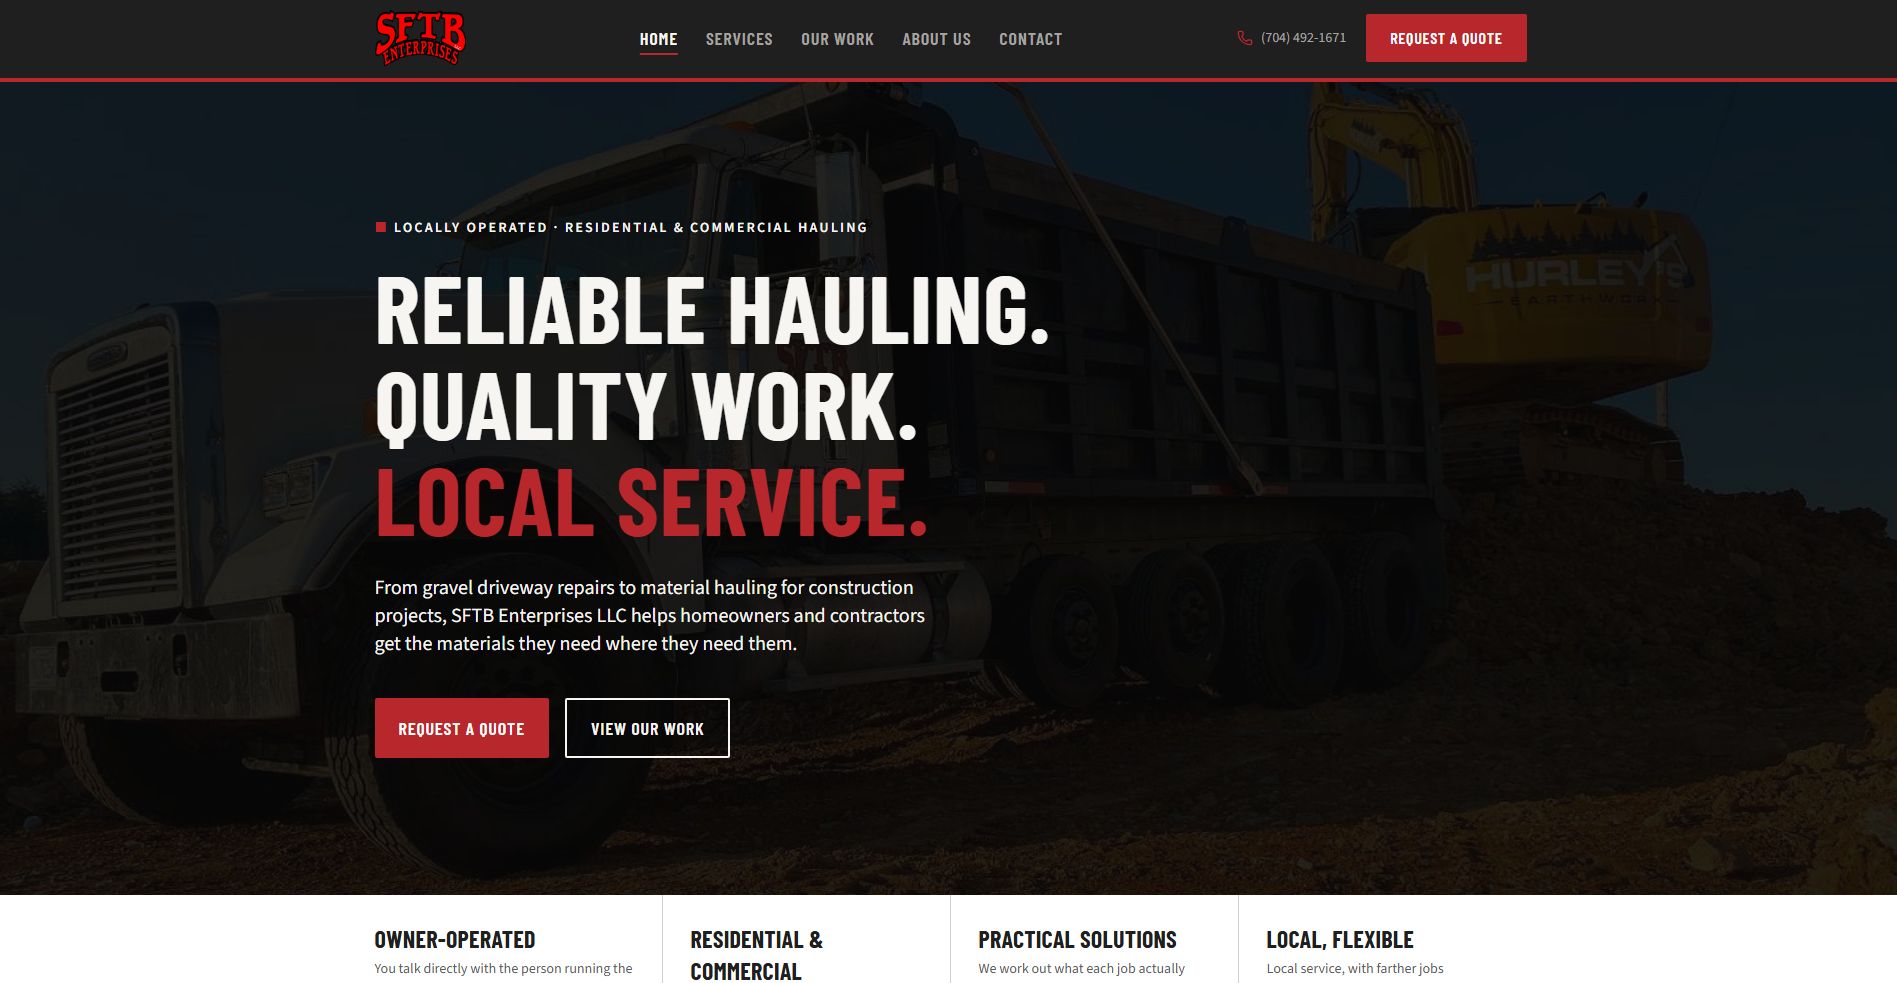 SFTB
ENTERPRISES
HOME SERVICES OUR WORK ABOUT US CONTACT
(704) 492-1671
REQUEST A QUOTE
LOCALLY OPERATED · RESIDENTIAL & COMMERCIAL HAULING
RELIABLE HAULING.
QUALITY WORK.
LOCAL SERVICE.
From gravel driveway repairs to material hauling for construction
projects, SFTB Enterprises LLC helps homeowners and contractors
get the materials they need where they need them.
REQUEST A QUOTE
VIEW OUR WORK
SFTB
HURLEY'S
EARTHWORX
OWNER-OPERATED
You talk directly with the person running the
RESIDENTIAL &
COMMERCIAL
PRACTICAL SOLUTIONS
We work out what each job actually
LOCAL, FLEXIBLE
Local service, with farther jobs